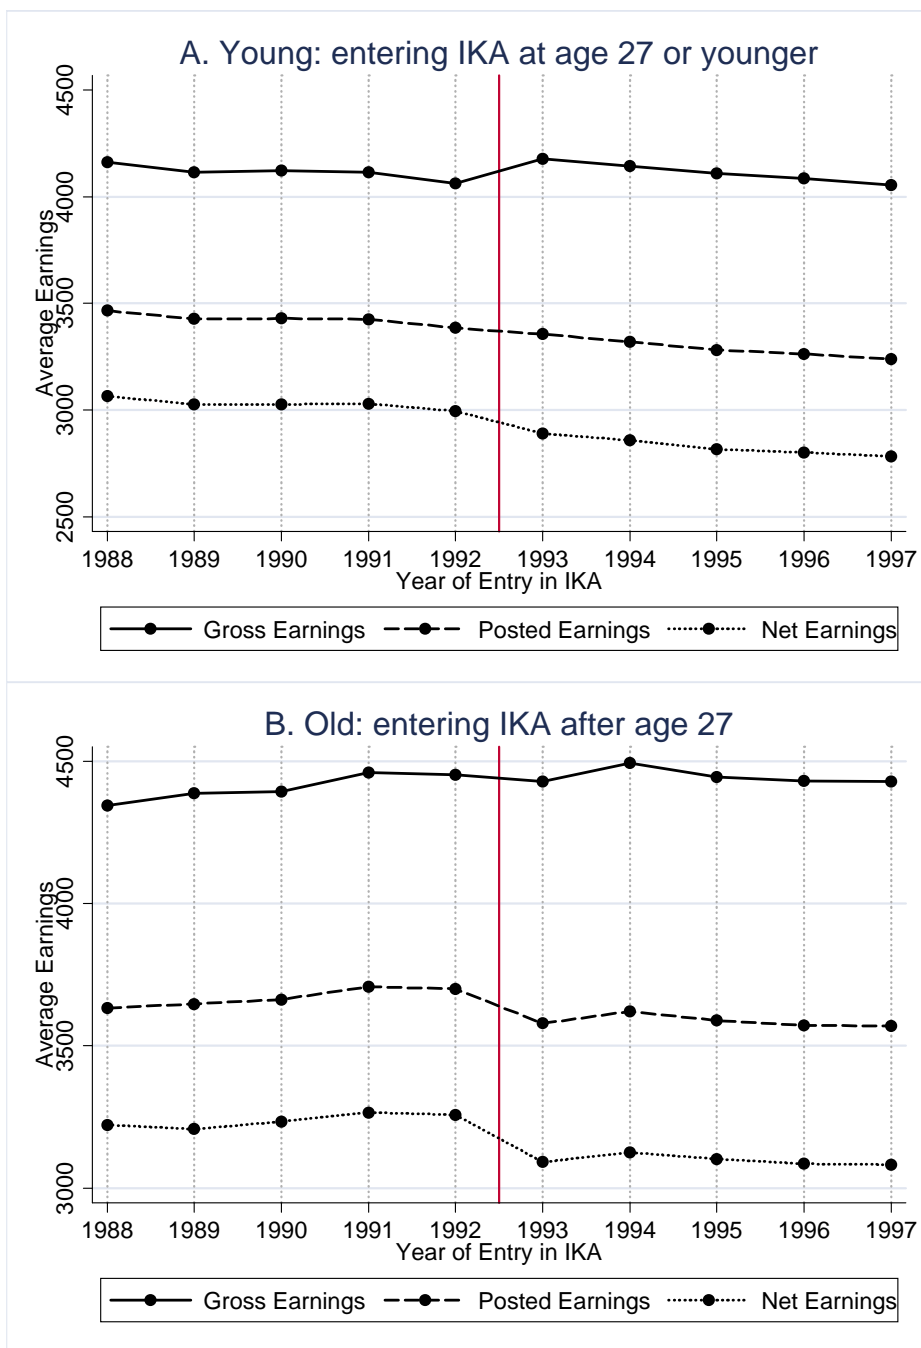 A. Young: entering IKA at age 27 or younger
Average Earnings
4500
4000
3500
3000
2500
1988 1989 1990 1991 1992 1993 1994 1995 1996 1997
Year of Entry in IKA
Gross Earnings Posted Earnings Net Earnings
B. Old: entering IKA after age 27
Average Earnings
4500
4000
3500
3000
1988 1989 1990 1991 1992 1993 1994 1995 1996 1997
Year of Entry in IKA
Gross Earnings Posted Earnings Net Earnings